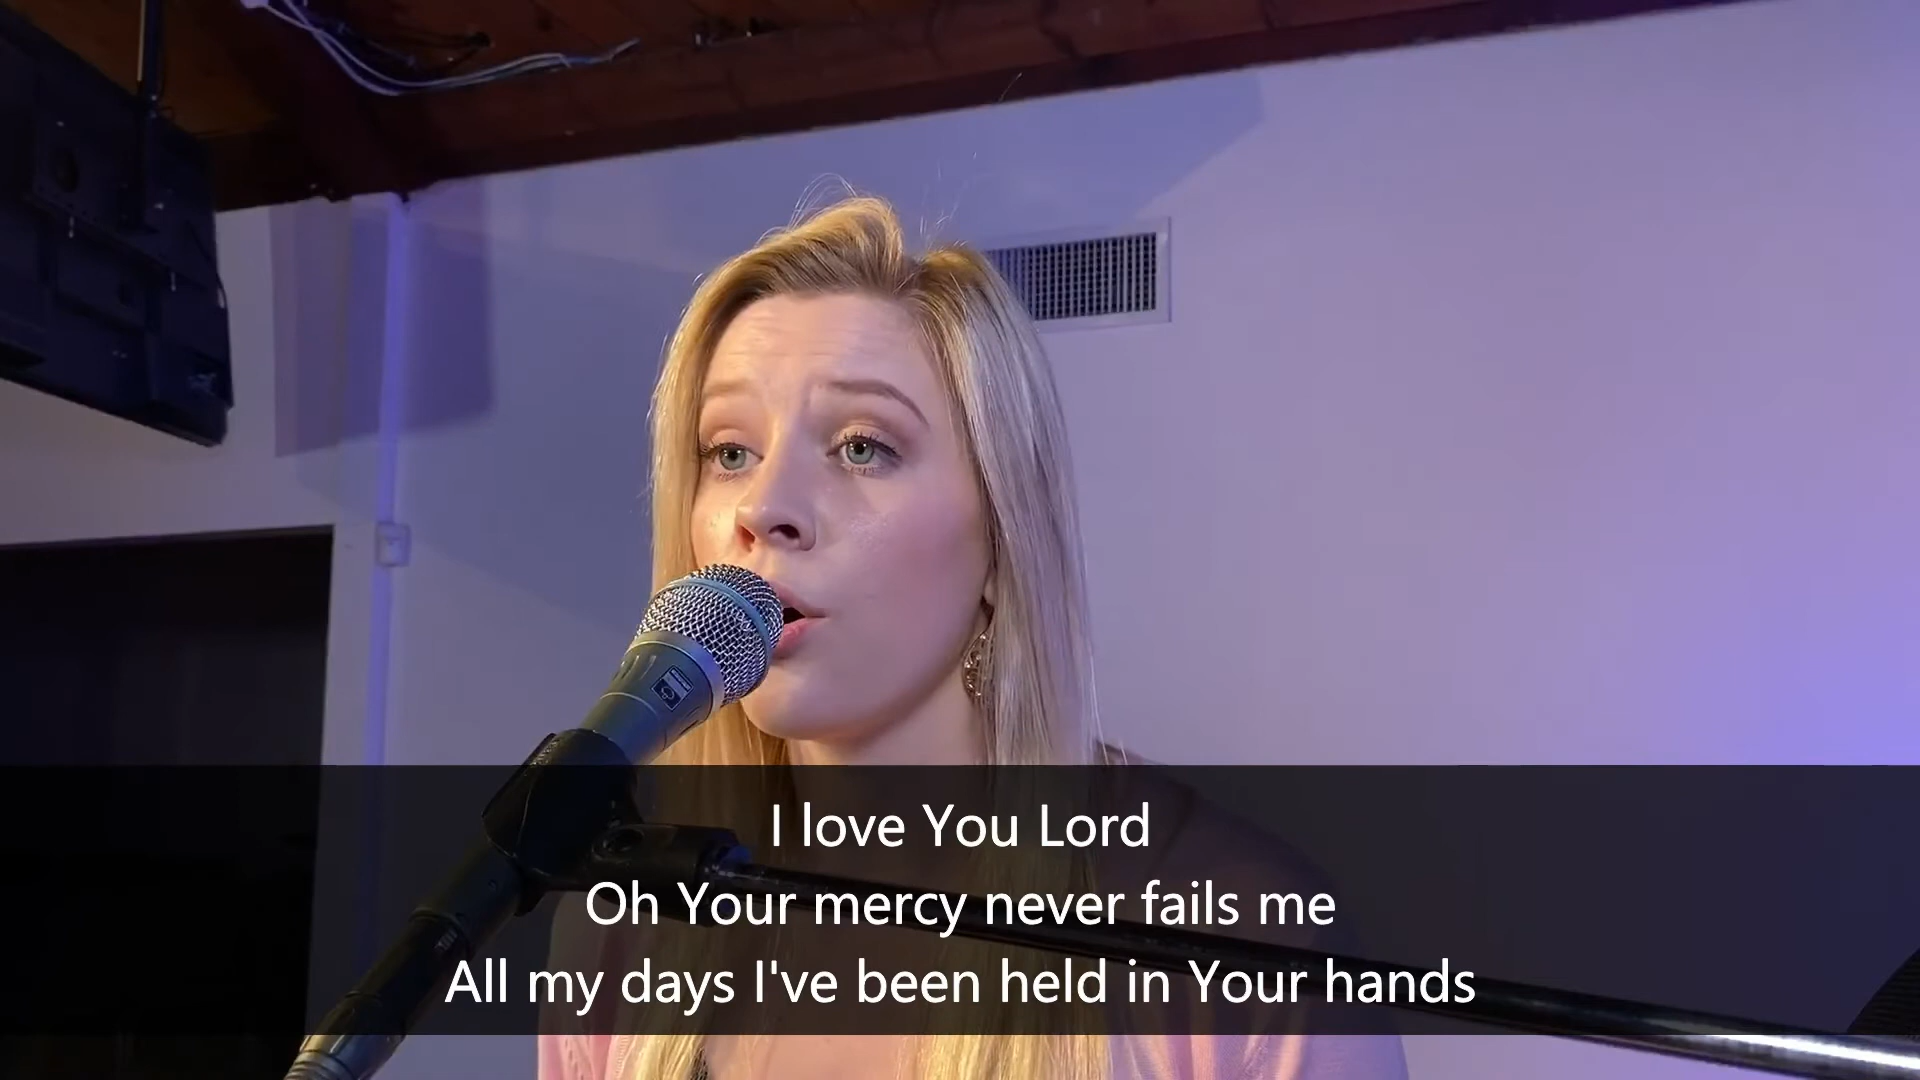 I love You Lord
Oh Your mercy never fails me
All my days I've been held in Your hands